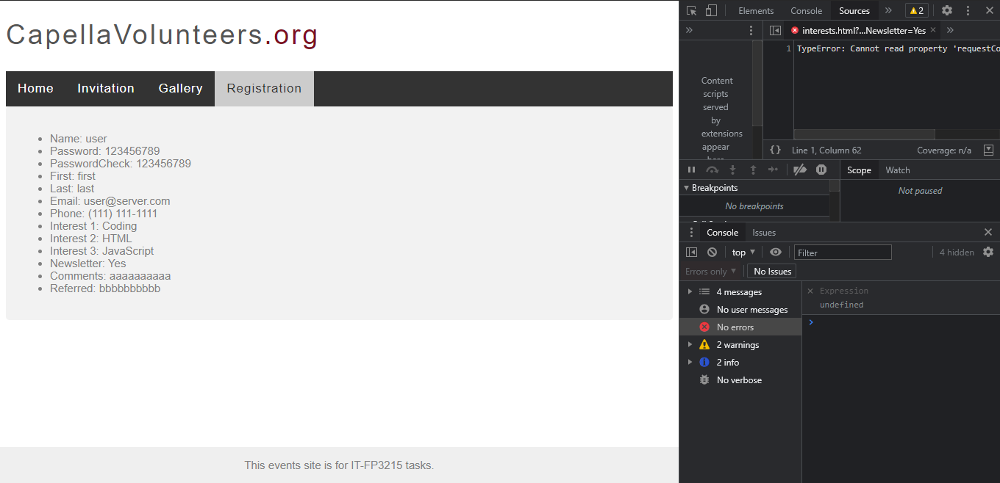 CapellaVolunteers.org
Home Invitation Gallery Registration
Name: user
Password: 123456789
PasswordCheck: 123456789
First: first
Last: last
Email: user@server.com
Phone: (111) 111-1111
Interest 1: Coding
Interest 2: HTML
Interest 3: JavaScript
Newsletter: Yes
Comments: aaaaaaaaaa
Referred: bbbbbbbbbb
This events site is for IT-FP3215 tasks.
Elements Console Sources » 2
» interests.html?...Newsletter=Yes × »
1 TypeError: Cannot read property 'requestCo
Content
scripts
served
by
extensions
appear
here
{} Line 1, Column 62 Coverage: n/a
Scope Watch
Breakpoints
No breakpoints
Not paused
Console Issues
top Filter 4 hidden
Errors only No Issues
4 messages
No user messages
No errors
2 warnings
2 info
No verbose
Expression
undefined